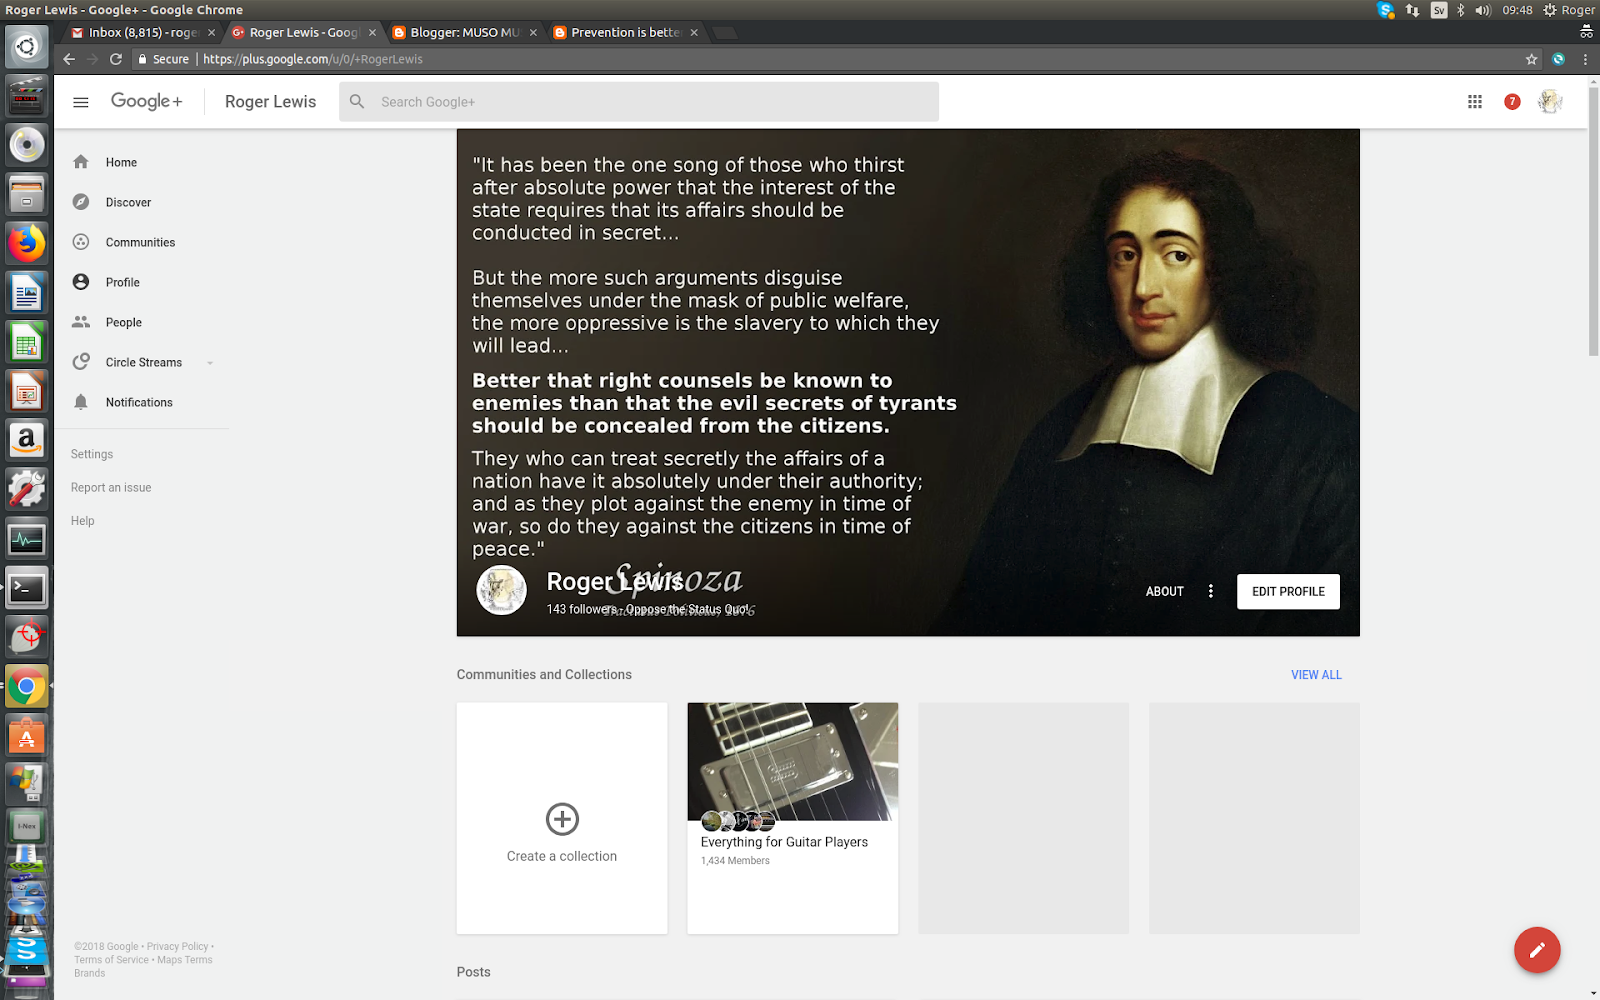 Roger Lewis - Google+ - Google Chrome
Sv
09:48
Roger
Inbox (8,815) - roge
Roger Lewis - Goog
Blogger: MUSO MU
Prevention is bette
Secure
https://plus.google.com/u/0/+RogerLewis
Google+
Roger Lewis
Search Google+
7
Home
Discover
Communities
Profile
People
Circle Streams
Notifications
Settings
Report an issue
Help
"It has been the one song of those who thirst
after absolute power that the interest of the
state requires that its affairs should be
conducted in secret...
But the more such arguments disguise
themselves under the mask of public welfare,
the more oppressive is the slavery to which they
will lead...
Better that right counsels be known to
enemies than that the evil secrets of tyrants
should be concealed from the citizens.
They who can treat secretly the affairs of a
nation have it absolutely under their authority;
and as they plot against the enemy in time of
war, so do they against the citizens in time of
peace."
Spinoza
Roger Lewis
143 followers - Oppose the Status Quo!
ABOUT
EDIT PROFILE
Communities and Collections
VIEW ALL
Create a collection
Everything for Guitar Players
1,434 Members
Posts
I-Nex
©2018 Google • Privacy Policy •
Terms of Service • Maps Terms
Brands